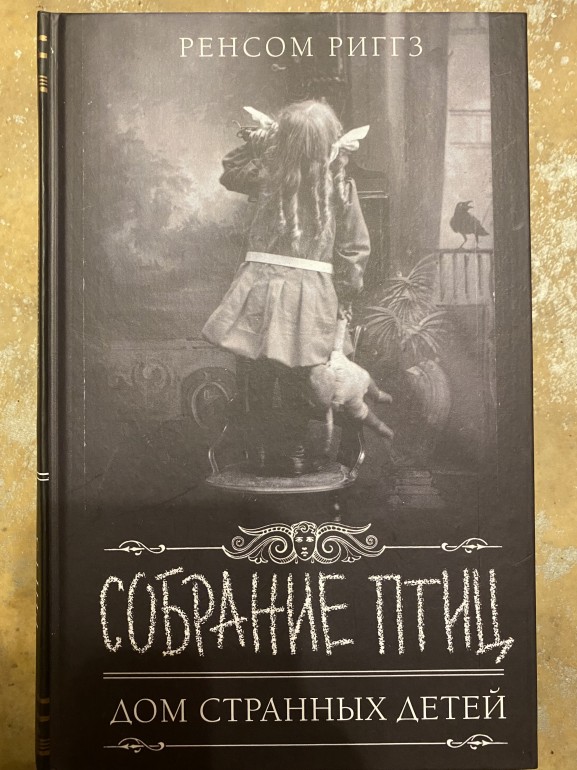 РЕНСОМ РИГГЗ
СОБРАНИЕ ПТИЦ
ДОМ СТРАННЫХ ДЕТЕЙ